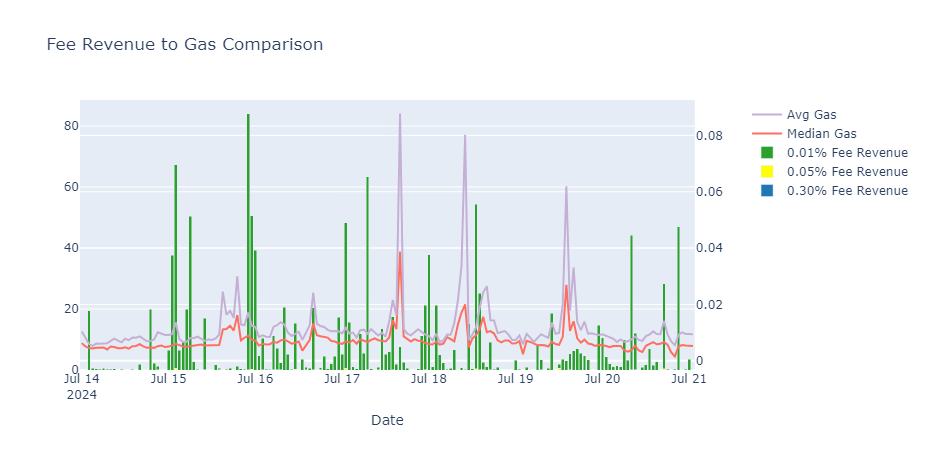 Fee Revenue to Gas Comparison
Avg Gas
Median Gas
0.01% Fee Revenue
0.05% Fee Revenue
0.30% Fee Revenue
80
60
40
20
0
0.08
0.06
0.04
0.02
0
Jul 14 Jul 15 Jul 16 Jul 17 Jul 18 Jul 19 Jul 20 Jul 21
2024
Date